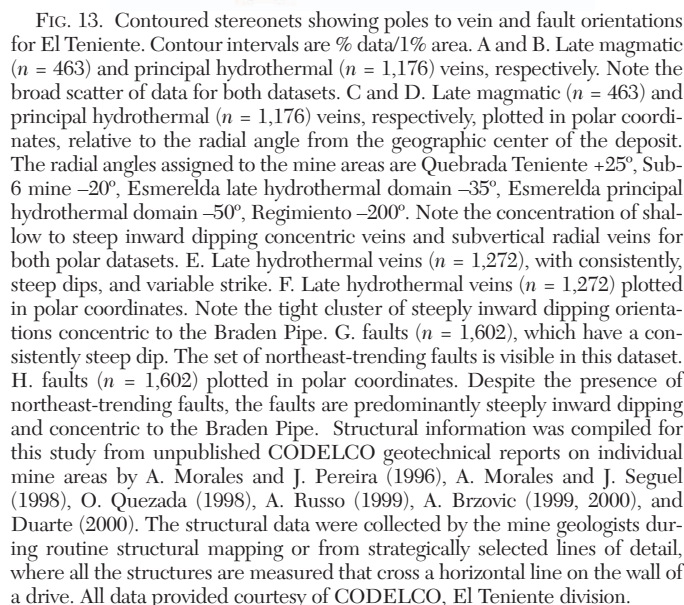 FIG. 13. Contoured stereonets showing poles to vein and fault orientations
for El Teniente. Contour intervals are % data/1% area. A and B. Late magmatic
(n = 463) and principal hydrothermal (n = 1,176) veins, respectively. Note the
broad scatter of data for both datasets. C and D. Late magmatic (n = 463) and
principal hydrothermal (n = 1,176) veins, respectively, plotted in polar coordi-
nates, relative to the radial angle from the geographic center of the deposit.
The radial angles assigned to the mine areas are Quebrada Teniente +25º, Sub-
6 mine –20º, Esmerelda late hydrothermal domain –35º, Esmerelda principal
hydrothermal domain –50º, Regimiento –200º. Note the concentration of shal-
low to steep inward dipping concentric veins and subvertical radial veins for
both polar datasets. E. Late hydrothermal veins (n = 1,272), with consistently,
steep dips, and variable strike. F. Late hydrothermal veins (n = 1,272) plotted
in polar coordinates. Note the tight cluster of steeply inward dipping orienta-
tions concentric to the Braden Pipe. G. faults (n = 1,602), which have a con-
sistently steep dip. The set of northeast-trending faults is visible in this dataset.
H. faults (n = 1,602) plotted in polar coordinates. Despite the presence of
northeast-trending faults, the faults are predominantly steeply inward dipping
and concentric to the Braden Pipe. Structural information was compiled for
this study from unpublished CODELCO geotechnical reports on individual
mine areas by A. Morales and J. Pereira (1996), A. Morales and J. Seguel
(1998), O. Quezada (1998), A. Russo (1999), A. Brzovic (1999, 2000), and
Duarte (2000). The structural data were collected by the mine geologists dur-
ing routine structural mapping or from strategically selected lines of detail,
where all the structures are measured that cross a horizontal line on the wall of
a drive. All data provided courtesy of CODELCO, El Teniente division.